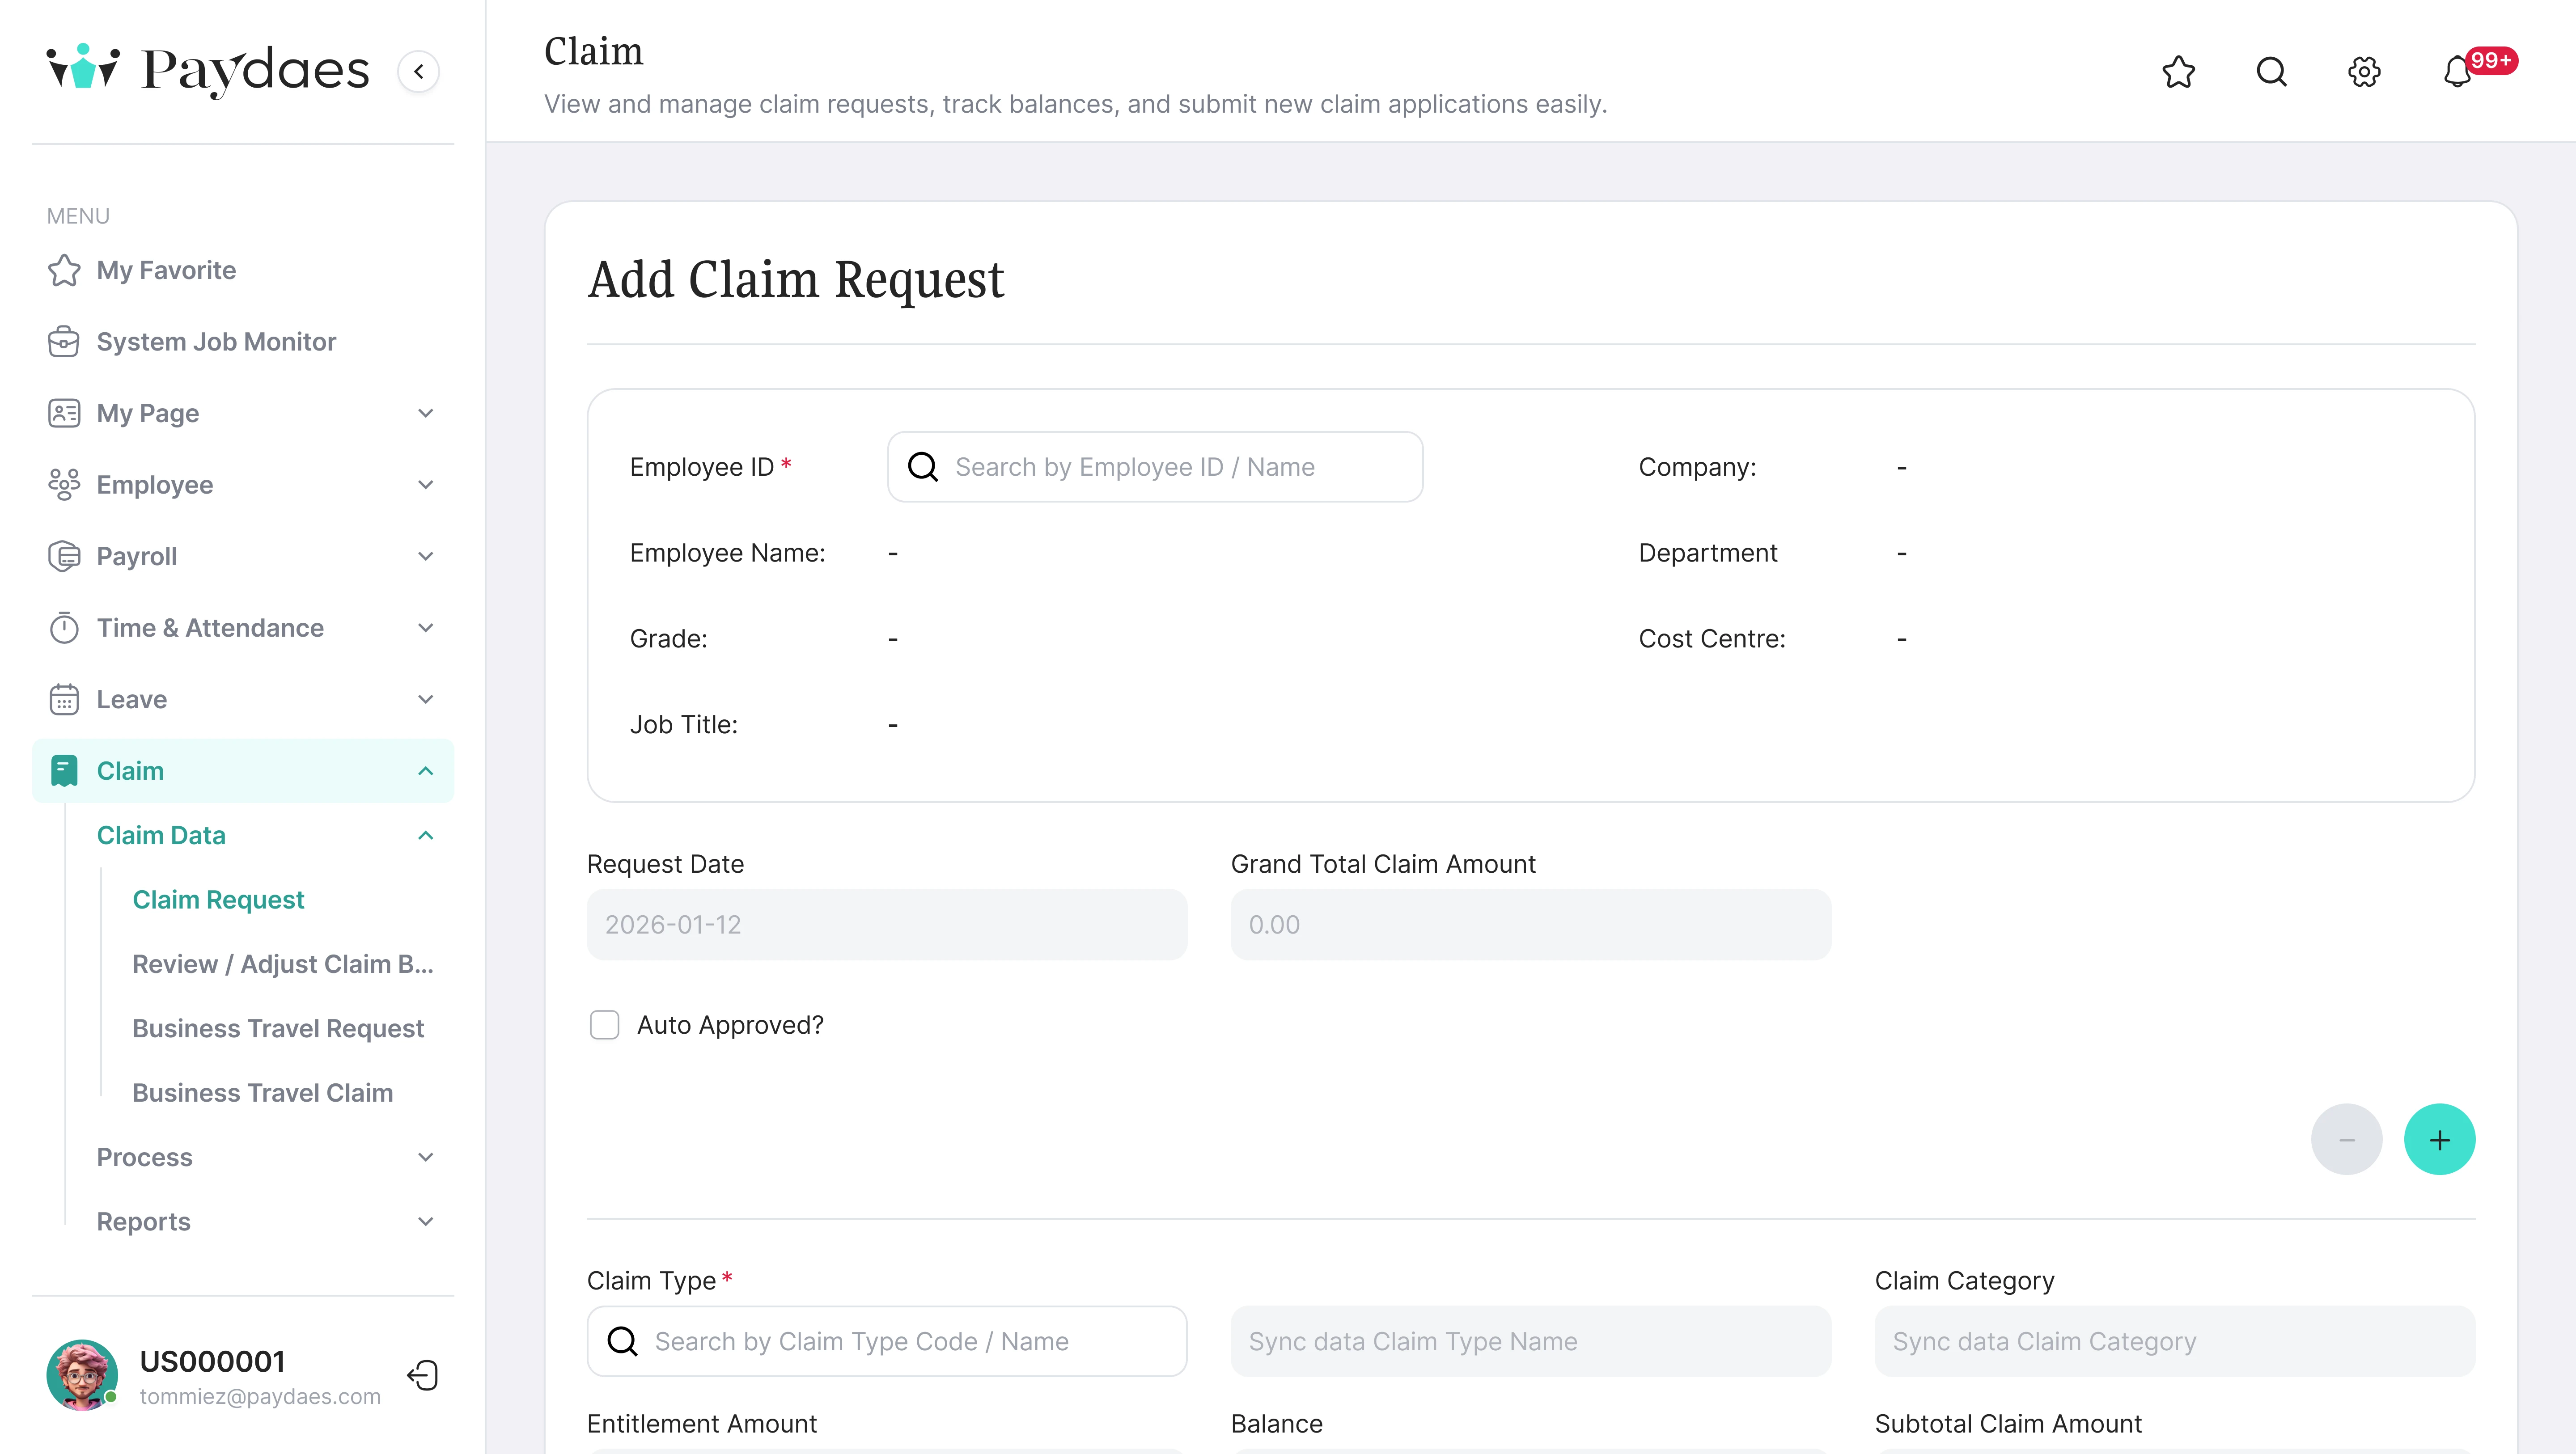 Paydaes
MENU
My Favorite
System Job Monitor
My Page
Employee
Payroll
Time & Attendance
Leave
Claim
Claim Data
Claim Request
Review / Adjust Claim B...
Business Travel Request
Business Travel Claim
Process
Reports
US000001
tommiez@paydaes.com
Claim
View and manage claim requests, track balances, and submit new claim applications easily.
99+
Add Claim Request
Employee ID * Search by Employee ID / Name Company: -
Employee Name: - Department -
Grade: - Cost Centre: -
Job Title: -
Request Date Grand Total Claim Amount
2026-01-12 0.00
Auto Approved?
Claim Type * Claim Category
Search by Claim Type Code / Name Sync data Claim Type Name Sync data Claim Category
Entitlement Amount Balance Subtotal Claim Amount